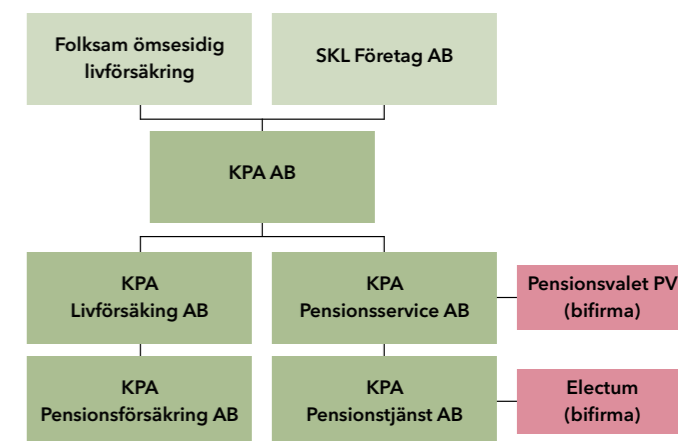 Folksam ömsesidig
livförsäkring
SKL Företag AB
KPA AB
KPA
Livförsäking AB
KPA
Pensionsservice AB
Pensionsvalet PV
(bifirma)
KPA
Pensionsförsäkring AB
KPA
Pensionstjänst AB
Electum
(bifirma)